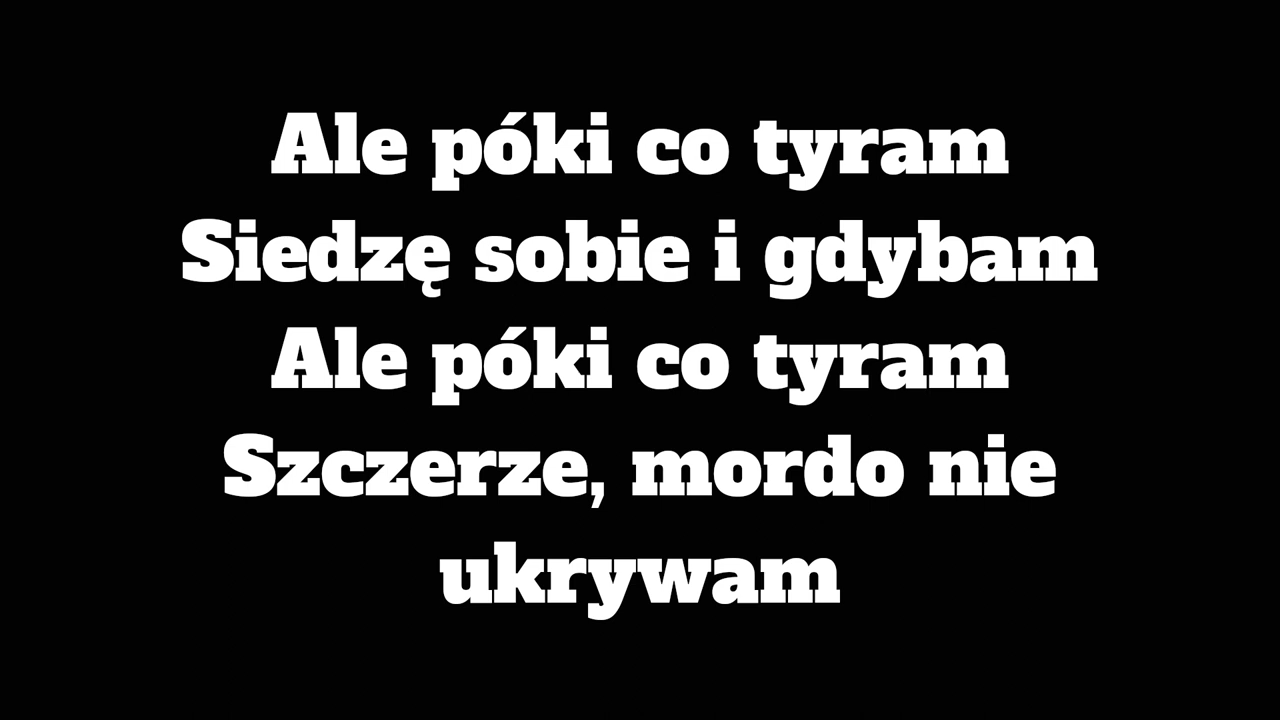 Ale póki co tyram
Siedzę sobie i gdybam
Ale póki co tyram
Szczerze, mordo nie
ukrywam